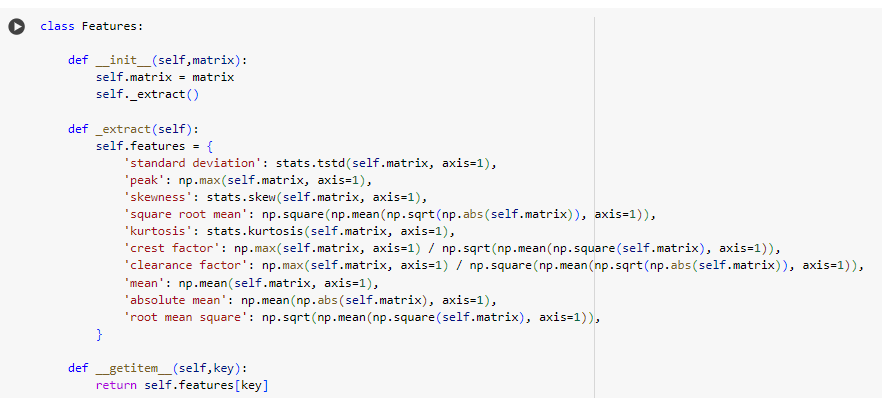 class Features:
def __init__(self,matrix):
self.matrix = matrix
self._extract()
def _extract(self):
self.features = {
'standard deviation': stats.tstd(self.matrix, axis=1),
'peak': np.max(self.matrix, axis=1),
'skewness': stats.skew(self.matrix, axis=1),
'square root mean': np.square(np.mean(np.sqrt(np.abs(self.matrix)), axis=1)),
'kurtosis': stats.kurtosis(self.matrix, axis=1),
'crest factor': np.max(self.matrix, axis=1) / np.sqrt(np.mean(np.square(self.matrix), axis=1)),
'clearance factor': np.max(self.matrix, axis=1) / np.square(np.mean(np.sqrt(np.abs(self.matrix)), axis=1)),
'mean': np.mean(self.matrix, axis=1),
'absolute mean': np.mean(np.abs(self.matrix), axis=1),
'root mean square': np.sqrt(np.mean(np.square(self.matrix), axis=1)),
}
def __getitem__(self,key):
return self.features[key]